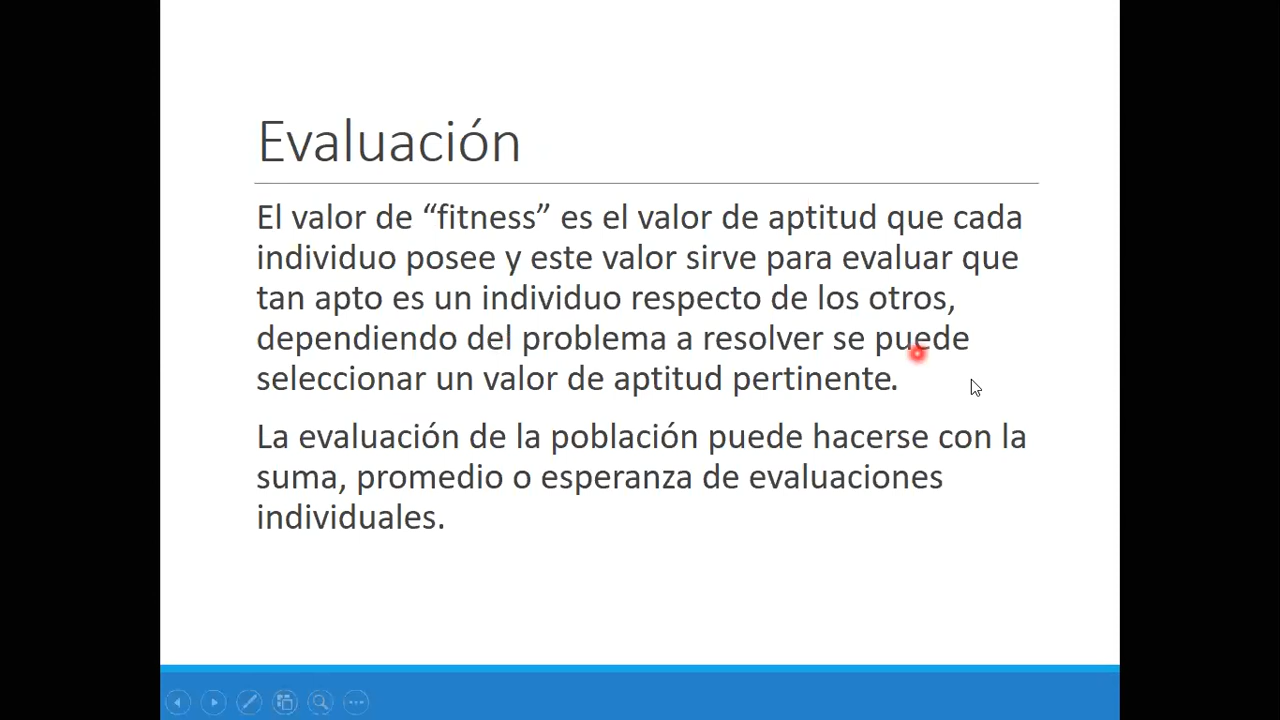 Evaluación
El valor de “fitness” es el valor de aptitud que cada
individuo posee y este valor sirve para evaluar que
tan apto es un individuo respecto de los otros,
dependiendo del problema a resolver se puede
seleccionar un valor de aptitud pertinente.
La evaluación de la población puede hacerse con la
suma, promedio o esperanza de evaluaciones
individuales.